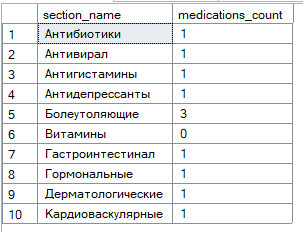 section_name medications_count
1 Антибиотики 1
2 Антивирал 1
3 Антигистамины 1
4 Антидепрессанты 1
5 Болеутоляющие 3
6 Витамины 0
7 Гастроинтестинал 1
8 Гормональные 1
9 Дерматологические 1
10 Кардиоваскулярные 1